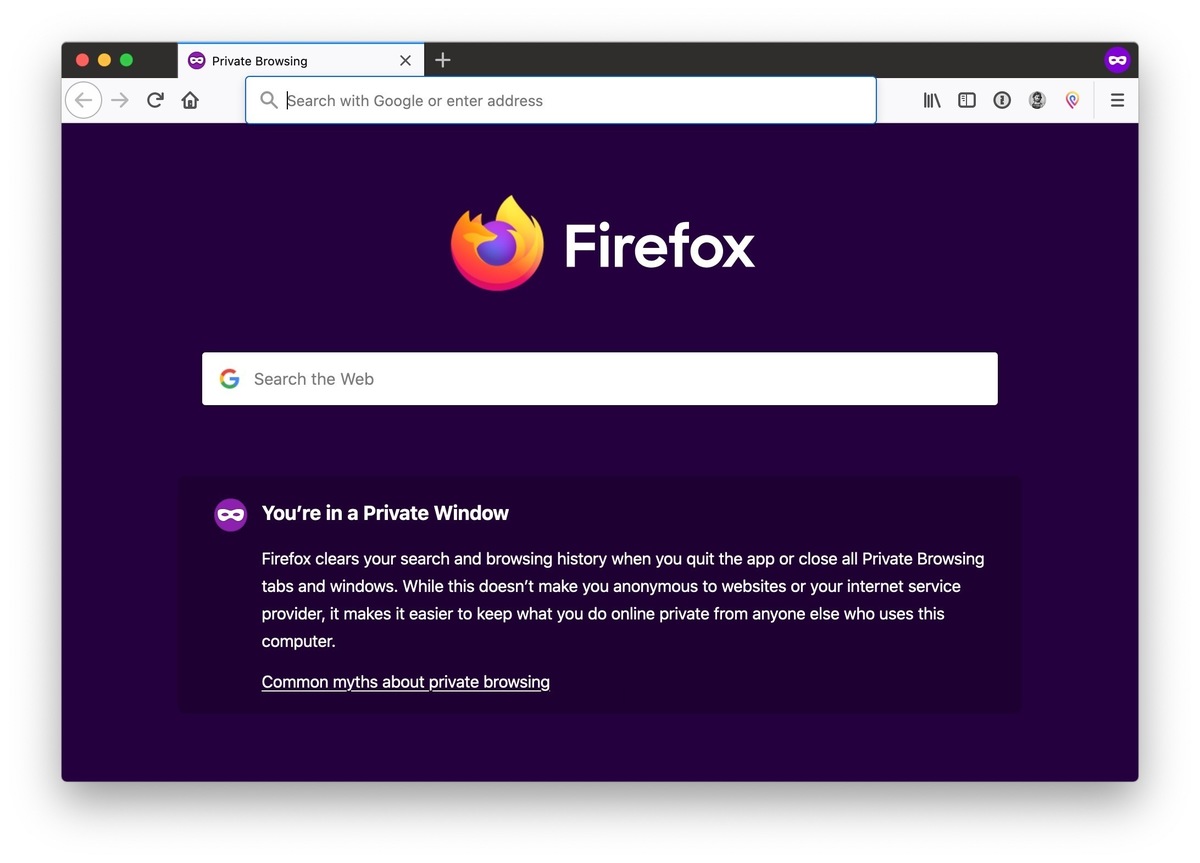 Private Browsing
Search with Google or enter address
Firefox
Search the Web
You’re in a Private Window
Firefox clears your search and browsing history when you quit the app or close all Private Browsing
tabs and windows. While this doesn’t make you anonymous to websites or your internet service
provider, it makes it easier to keep what you do online private from anyone else who uses this
computer.
Common myths about private browsing